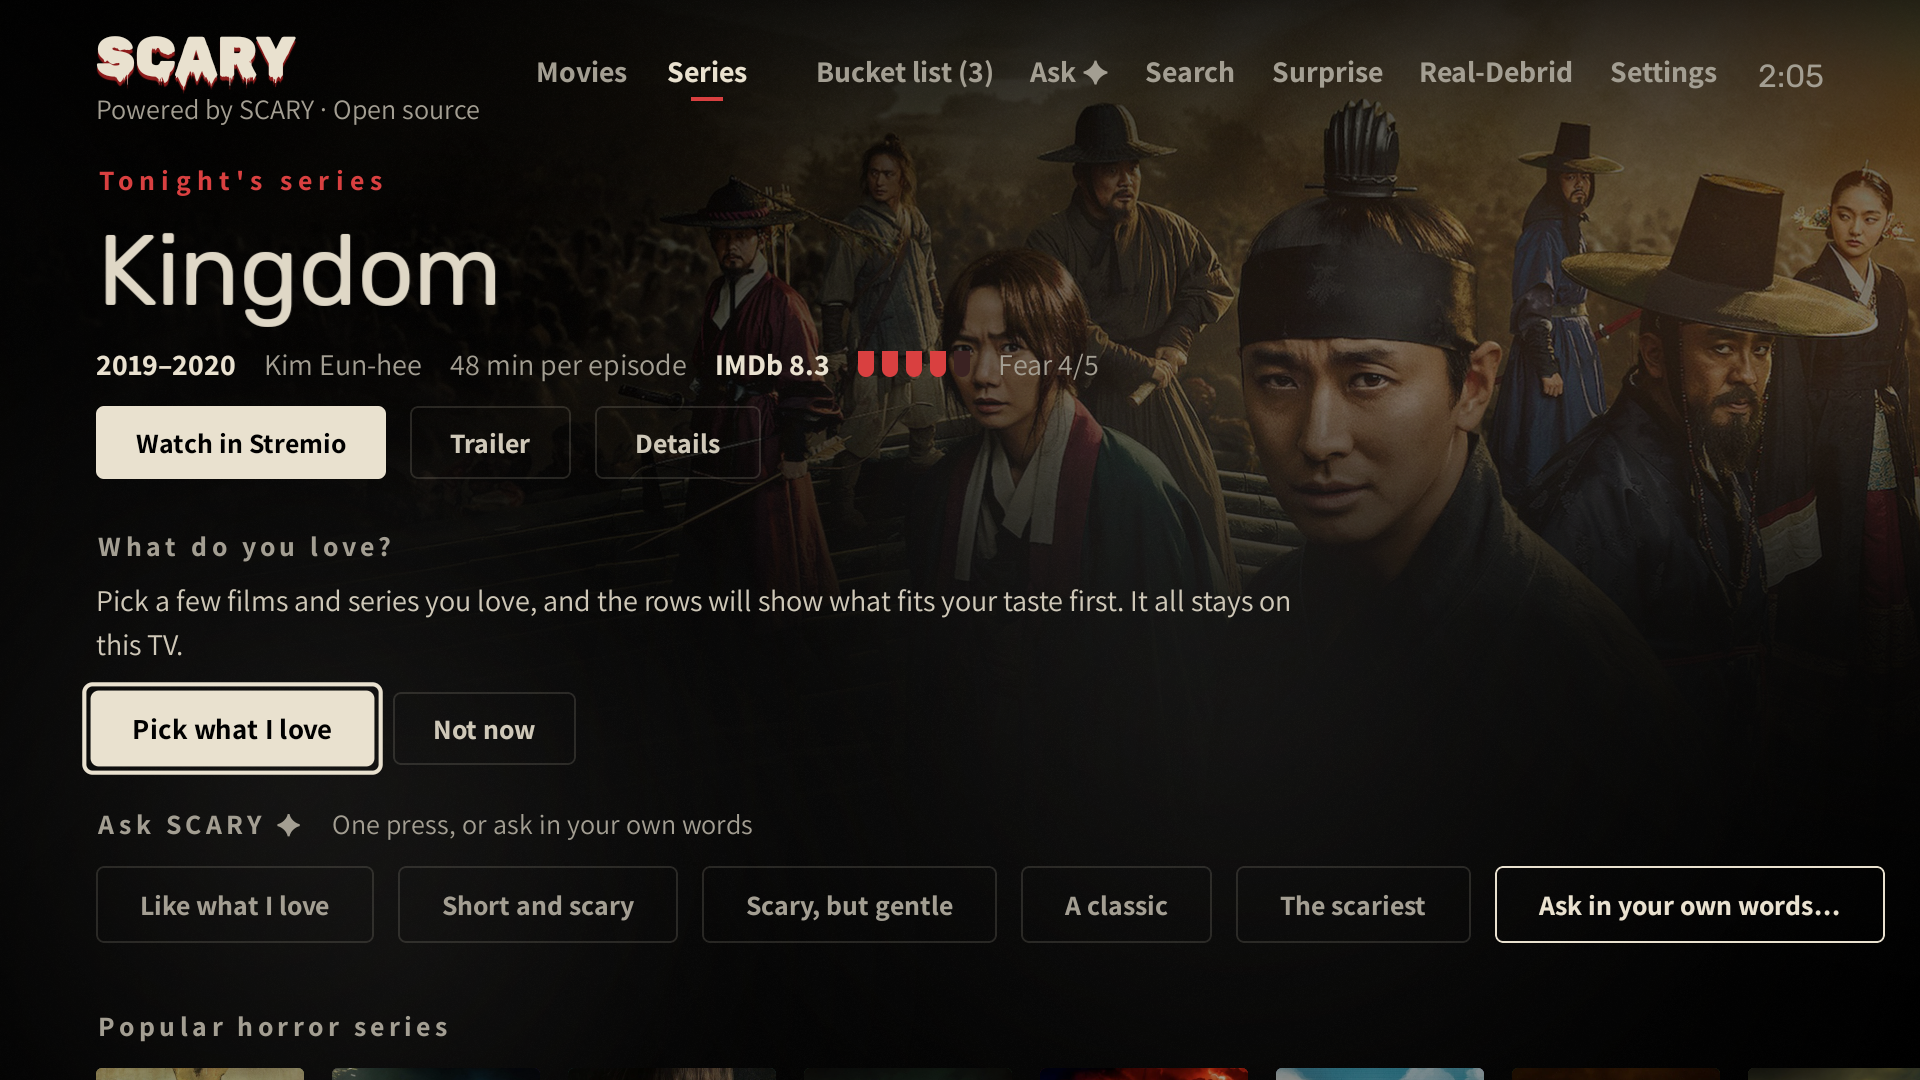 SCARY
Powered by SCARY · Open source
Movies Series Bucket list (3) Ask ✦ Search Surprise Real-Debrid Settings 2:05
Tonight's series
Kingdom
2019–2020 Kim Eun-hee 48 min per episode IMDb 8.3 Fear 4/5
Watch in Stremio Trailer Details
What do you love?
Pick a few films and series you love, and the rows will show what fits your taste first. It all stays on
this TV.
Pick what I love Not now
Ask SCARY ✦ One press, or ask in your own words
Like what I love Short and scary Scary, but gentle A classic The scariest Ask in your own words...
Popular horror series